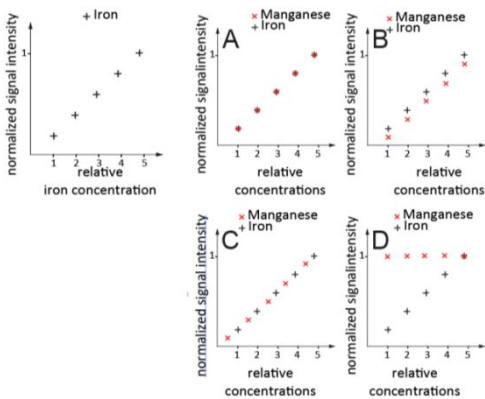 + Iron
normalized signal intensity
1
1 2 3 4 5
relative
iron concentration
A
× Manganese
+ Iron
normalized signalintensity
1
1 2 3 4 5
relative
concentrations
B
× Manganese
+ Iron
normalized signal intensity
1
1 2 3 4 5
relative
concentrations
C
× Manganese
+ Iron
normalized signalintensity
1
1 2 3 4 5
relative
concentrations
D
× Manganese
+ Iron
normalized signal intensity
1
1 2 3 4 5
relative
concentrations